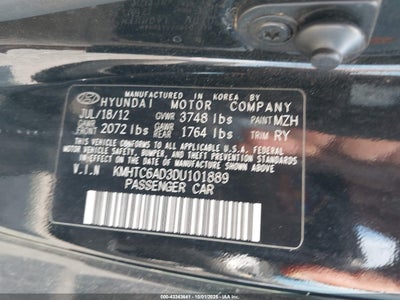 MANUFACTURED IN KOREA BY
HYUNDAI MOTOR COMPANY
JUL/18/12 GVWR 3748 lbs PAINT MZH
GAWR FRONT 2072 lbs GAWR REAR 1764 lbs TRIM RY
THIS VEHICLE CONFORMS TO ALL APPLICABLE FEDERAL
MOTOR VEHICLE SAFETY, BUMPER, AND THEFT PREVENTION
STANDARDS IN EFFECT ON THE DATE OF MANUFACTURE SHOWN ABOVE.
V.I.N KMHTC6AD3DU101889
PASSENGER CAR